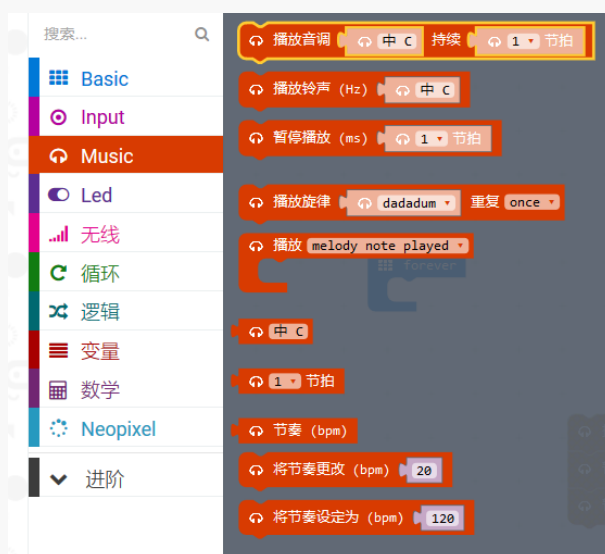 搜索...
Basic
Input
Music
Led
无线
循环
逻辑
变量
数学
Neopixel
进阶
播放音调 中 C 持续 1 节拍
播放铃声 (Hz) 中 C
暂停播放 (ms) 1 节拍
播放旋律 dadadum 重复 once
播放 melody note played
forever
中 C
1 节拍
节奏 (bpm)
将节奏更改 (bpm) 20
将节奏设定为 (bpm) 120